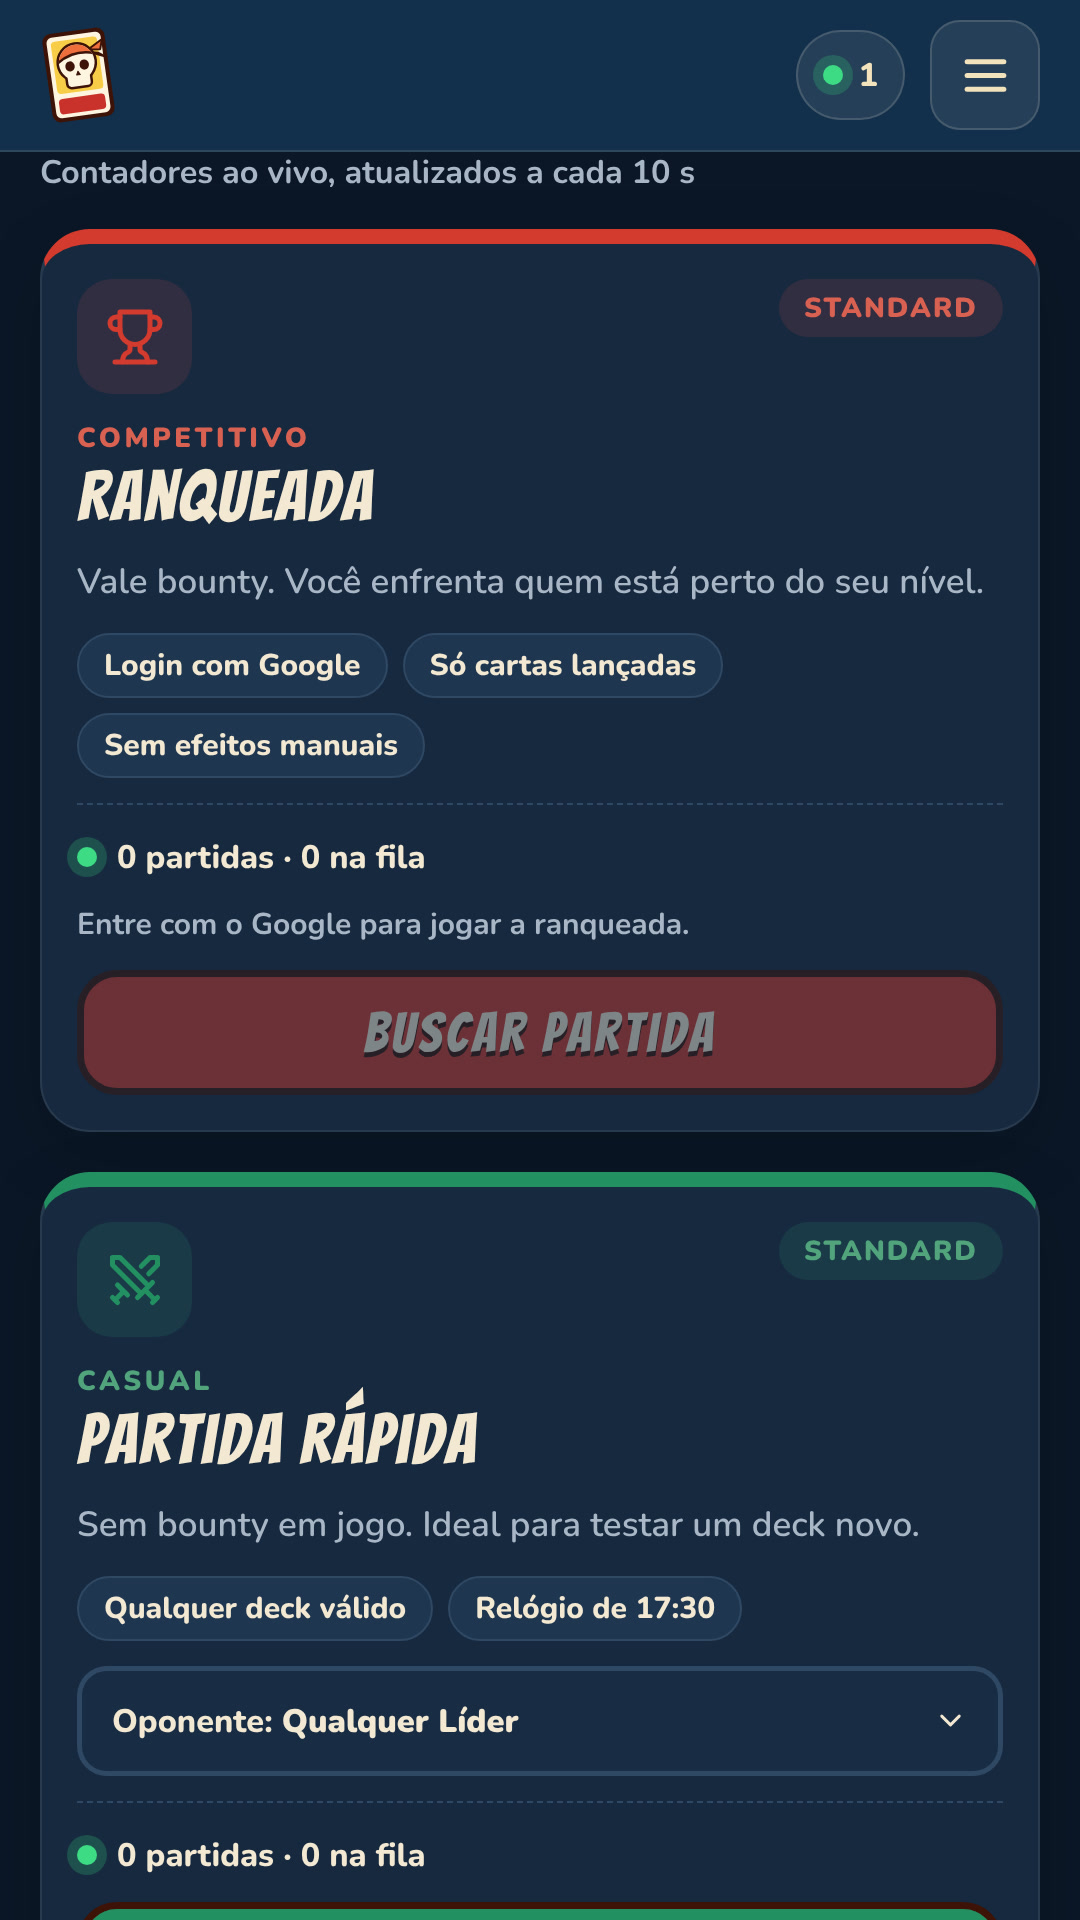 1
Contadores ao vivo, atualizados a cada 10 s
STANDARD
COMPETITIVO
RANQUEADA
Vale bounty. Você enfrenta quem está perto do seu nível.
Login com Google
Só cartas lançadas
Sem efeitos manuais
0 partidas · 0 na fila
Entre com o Google para jogar a ranqueada.
BUSCAR PARTIDA
STANDARD
CASUAL
PARTIDA RÁPIDA
Sem bounty em jogo. Ideal para testar um deck novo.
Qualquer deck válido
Relógio de 17:30
Oponente: Qualquer Líder
0 partidas · 0 na fila